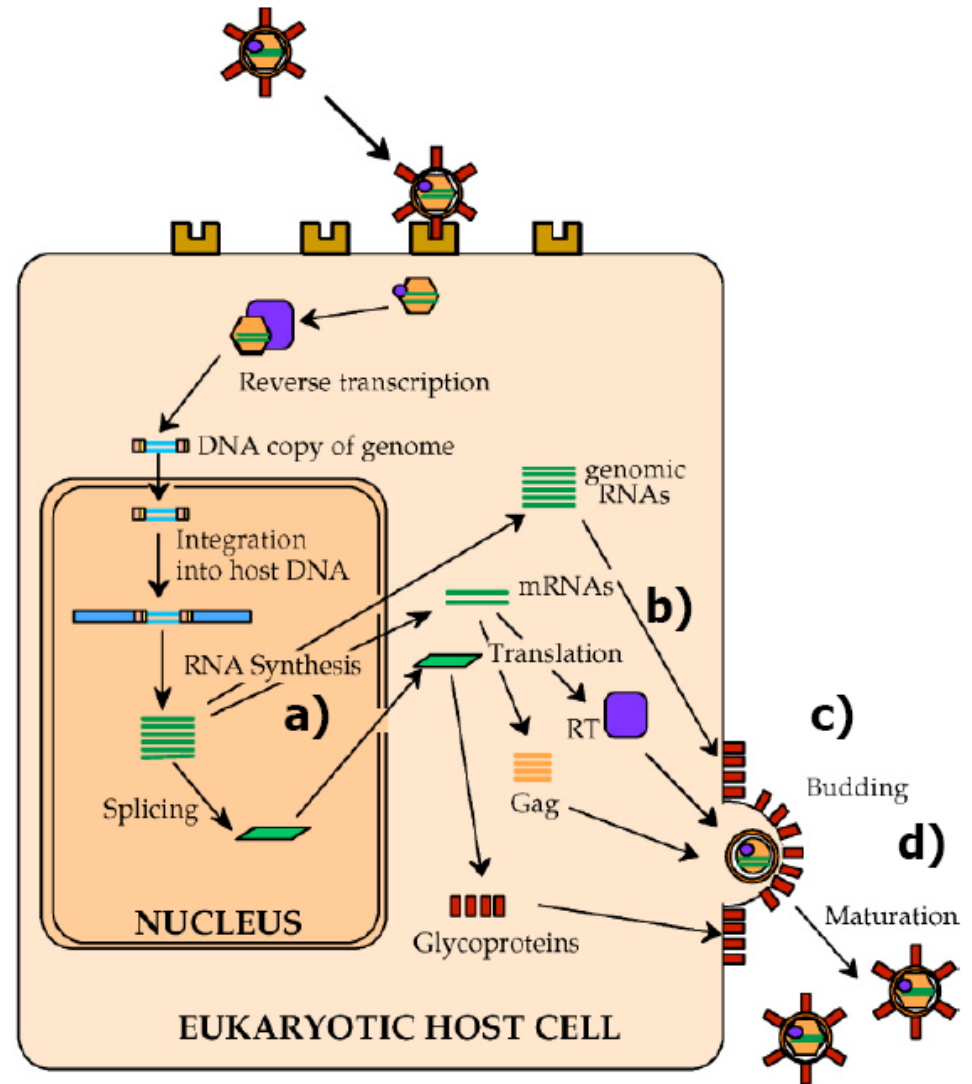 Reverse transcription
DNA copy of genome
genomic
RNAs
Integration
into host DNA
mRNAs
b)
RNA Synthesis
Translation
a)
RT
c)
Gag
Budding
Splicing
d)
NUCLEUS
Glycoproteins
Maturation
EUKARYOTIC HOST CELL